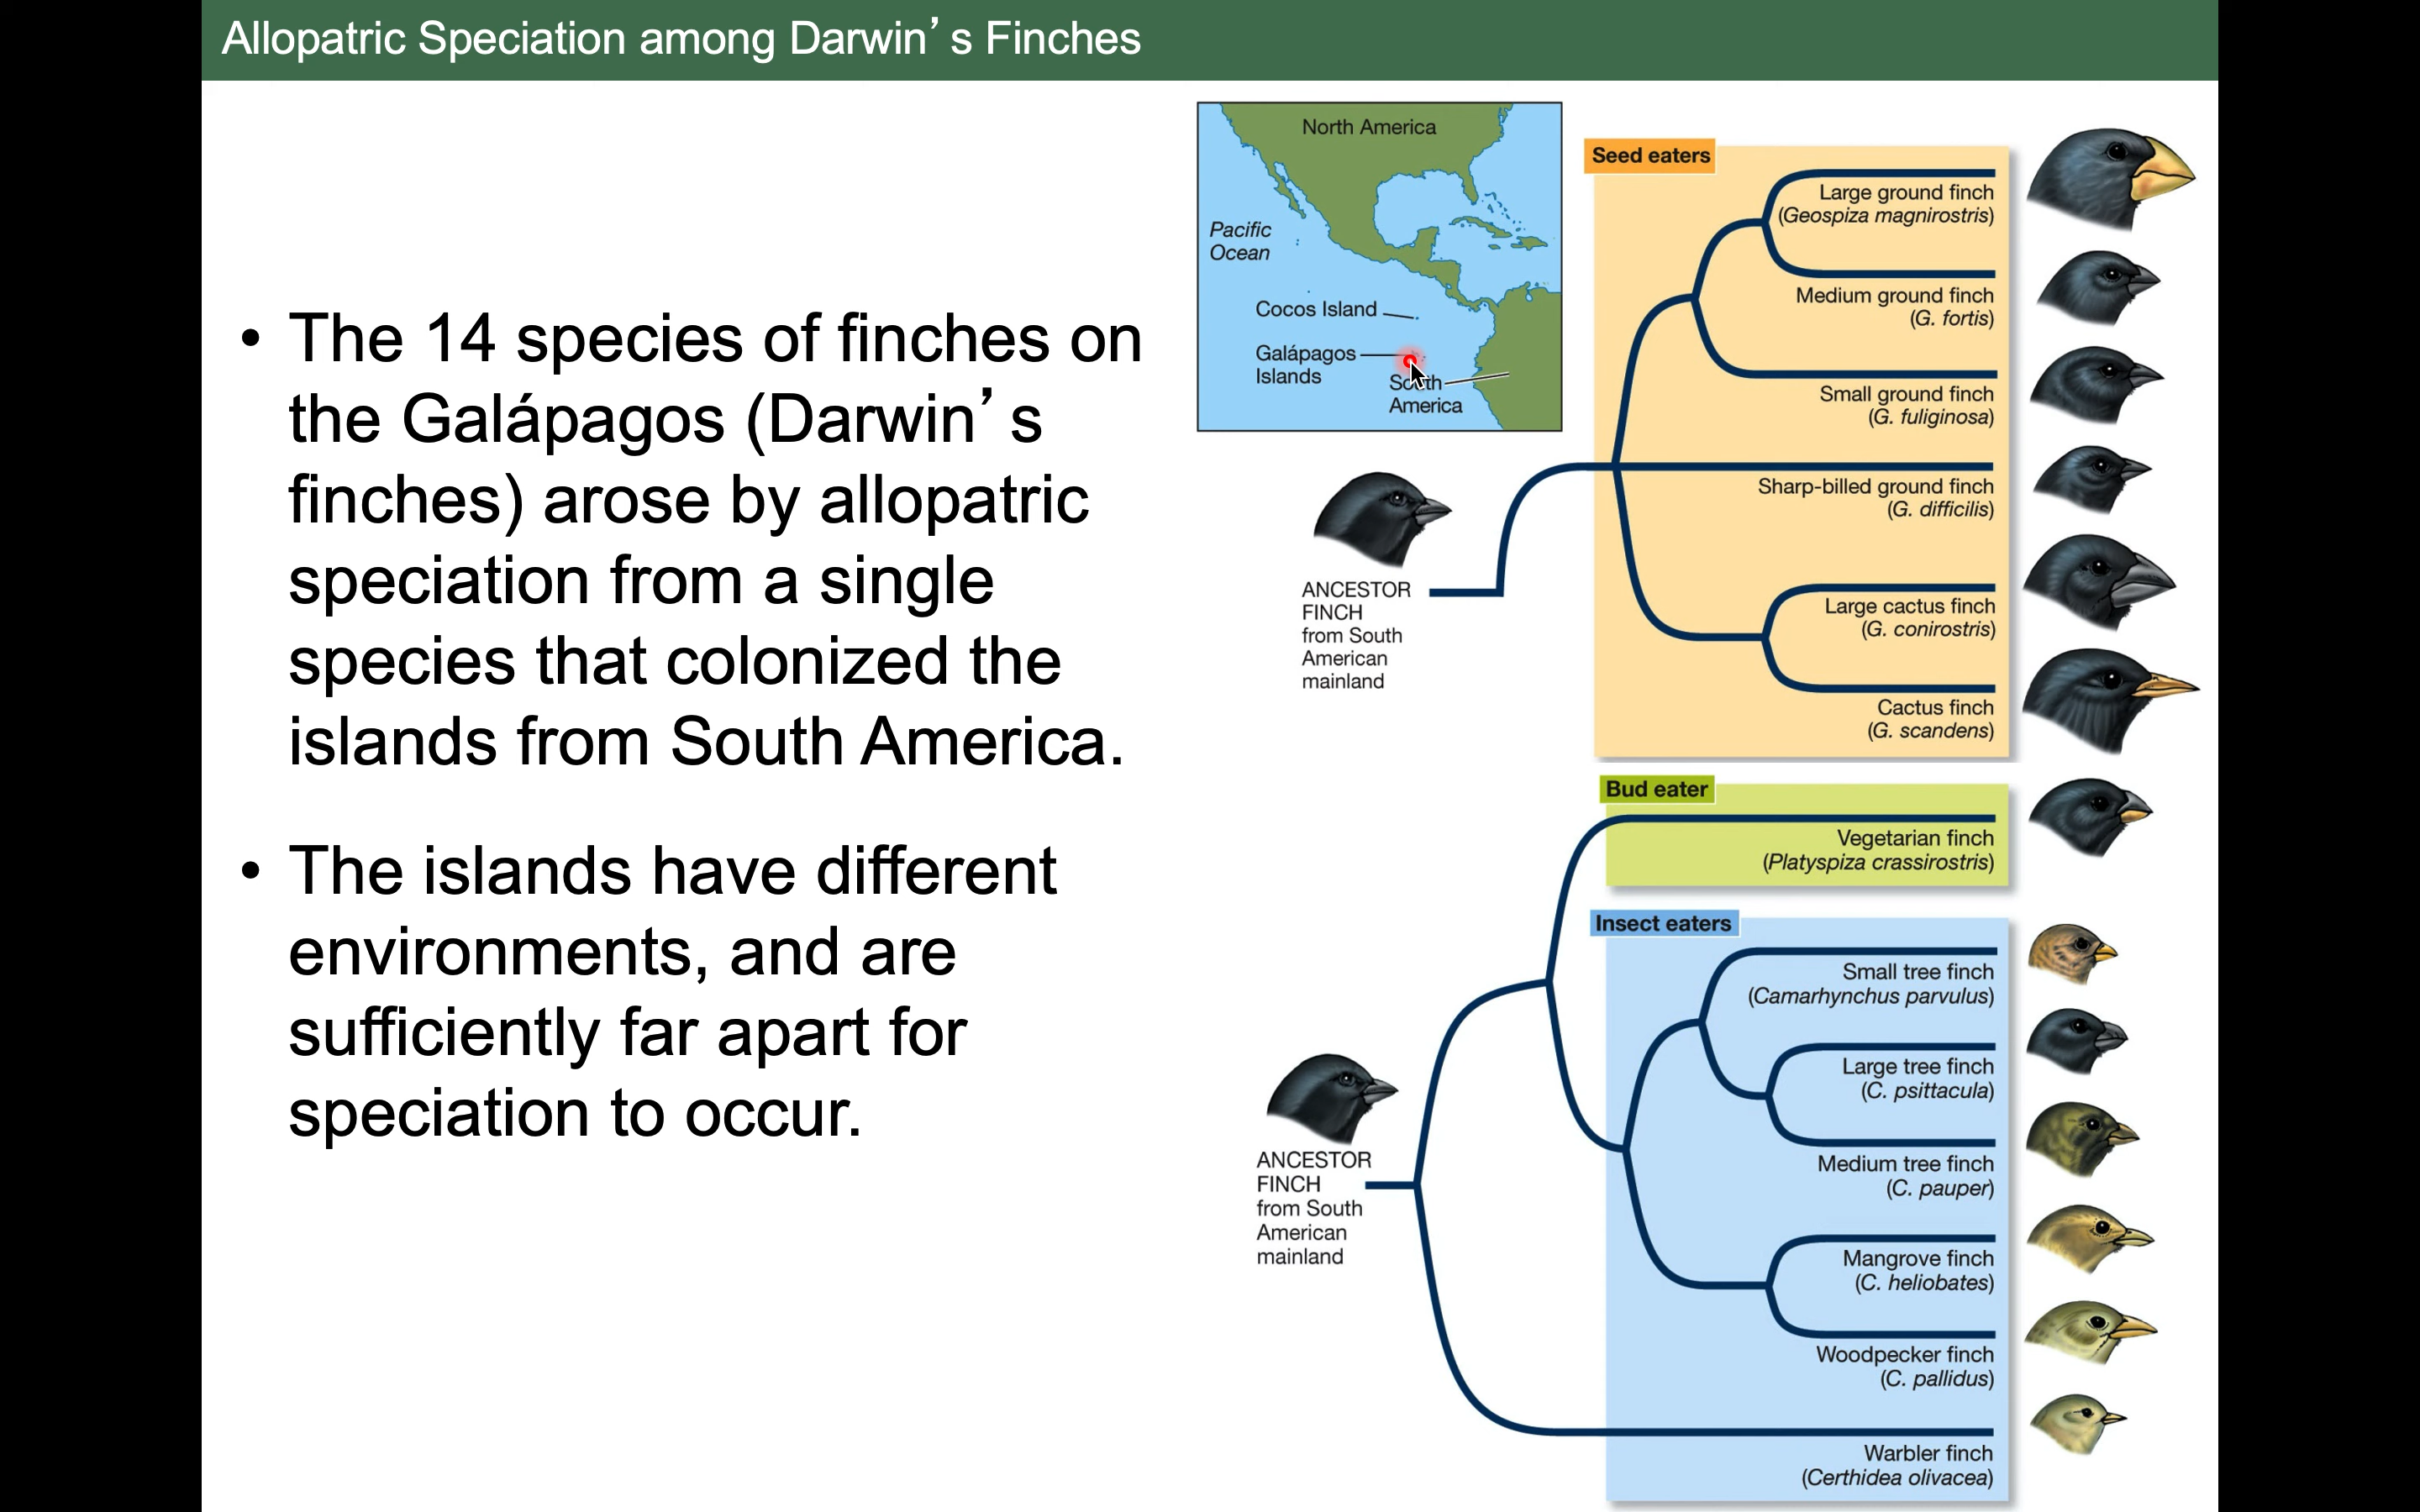 Allopatric Speciation among Darwin’s Finches
• The 14 species of finches on
the Galápagos (Darwin’s
finches) arose by allopatric
speciation from a single
species that colonized the
islands from South America.
• The islands have different
environments, and are
sufficiently far apart for
speciation to occur.
North America
Pacific
Ocean
Cocos Island
Galápagos
Islands
South
America
ANCESTOR
FINCH
from South
American
mainland
Seed eaters
Large ground finch
(Geospiza magnirostris)
Medium ground finch
(G. fortis)
Small ground finch
(G. fuliginosa)
Sharp-billed ground finch
(G. difficilis)
Large cactus finch
(G. conirostris)
Cactus finch
(G. scandens)
Bud eater
Vegetarian finch
(Platyspiza crassirostris)
ANCESTOR
FINCH
from South
American
mainland
Insect eaters
Small tree finch
(Camarhynchus parvulus)
Large tree finch
(C. psittacula)
Medium tree finch
(C. pauper)
Mangrove finch
(C. heliobates)
Woodpecker finch
(C. pallidus)
Warbler finch
(Certhidea olivacea)